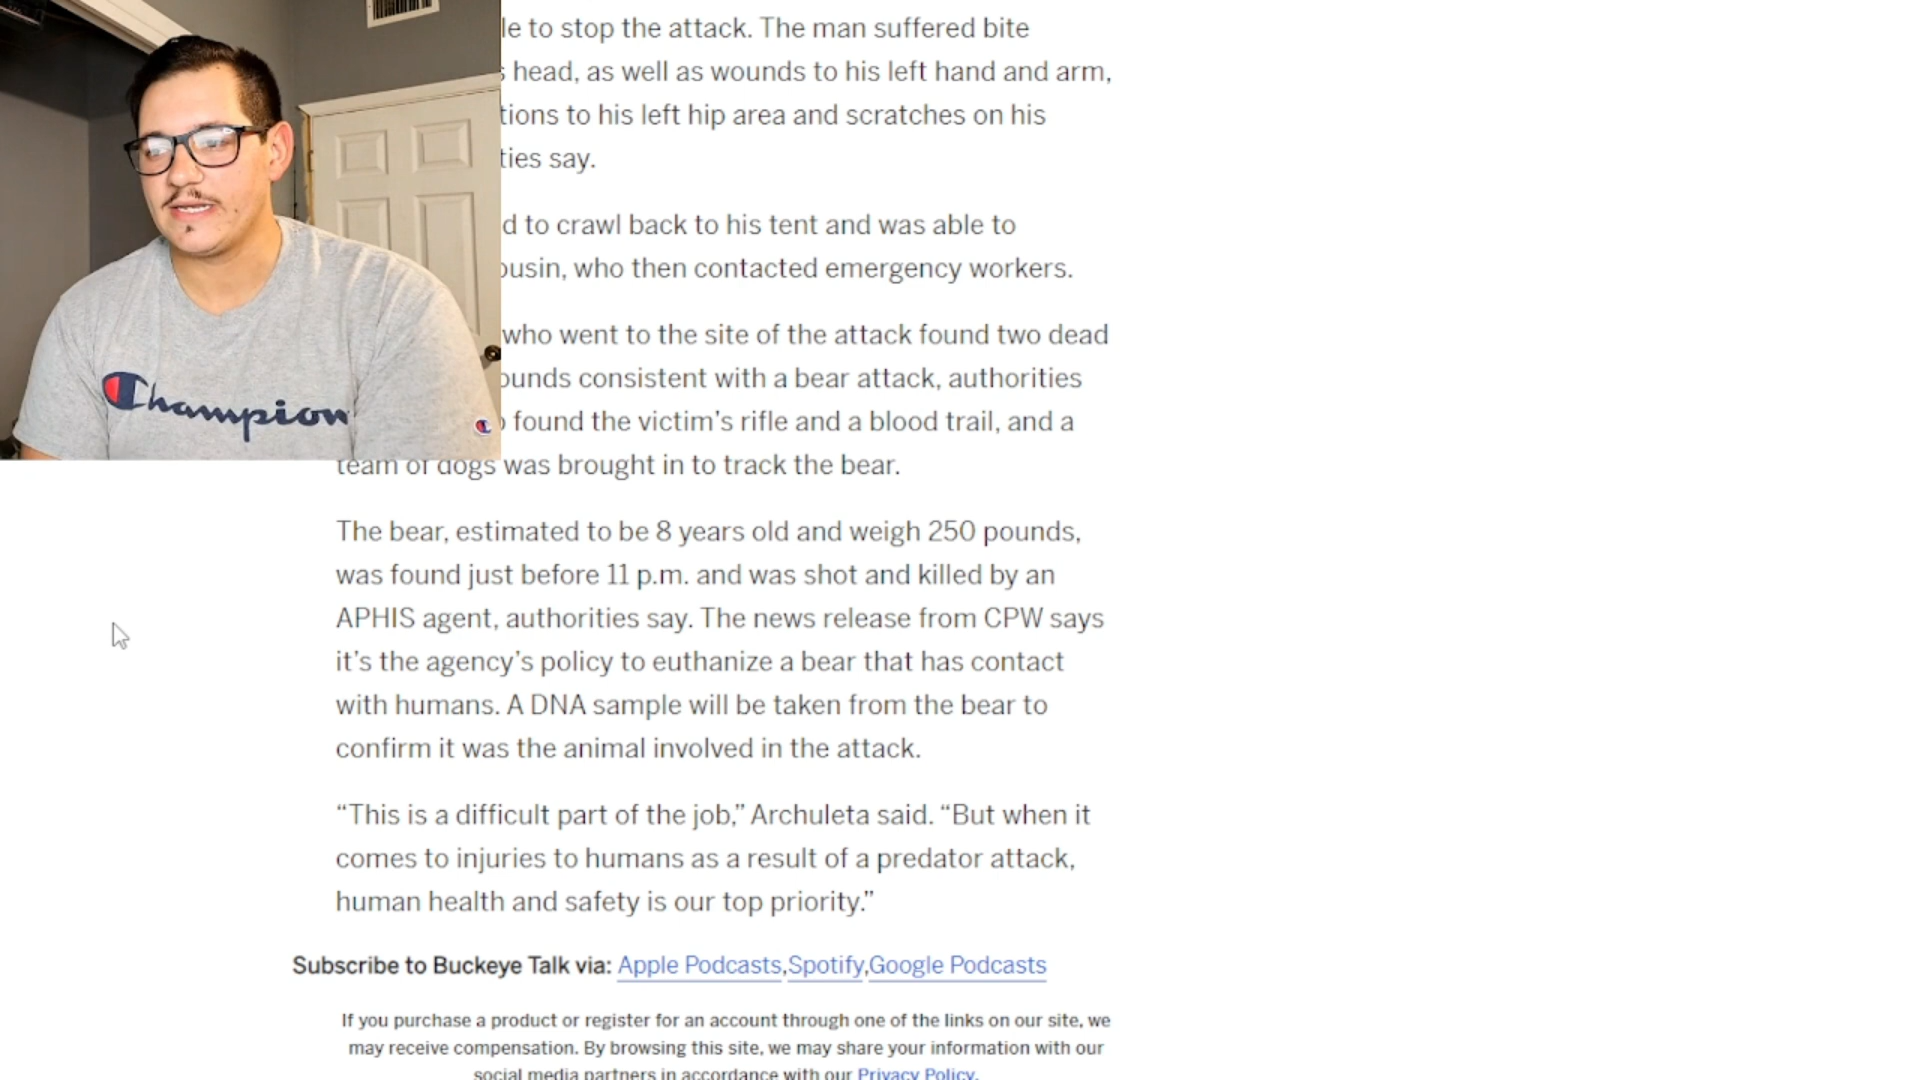 to stop the attack. The man suffered bite
head, as well as wounds to his left hand and arm,
to his left hip area and scratches on his
say.
to crawl back to his tent and was able to
who then contacted emergency workers.
who went to the site of the attack found two dead
consistent with a bear attack, authorities
found the victim’s rifle and a blood trail, and a
team of dogs was brought in to track the bear.
The bear, estimated to be 8 years old and weigh 250 pounds,
was found just before 11 p.m. and was shot and killed by an
APHIS agent, authorities say. The news release from CPW says
it’s the agency’s policy to euthanize a bear that has contact
with humans. A DNA sample will be taken from the bear to
confirm it was the animal involved in the attack.
“This is a difficult part of the job,” Archuleta said. “But when it
comes to injuries to humans as a result of a predator attack,
human health and safety is our top priority.”
Subscribe to Buckeye Talk via: Apple Podcasts,Spotify,Google Podcasts
If you purchase a product or register for an account through one of the links on our site, we
may receive compensation. By browsing this site, we may share your information with our
social media partners in accordance with our Privacy Policy.
Champion